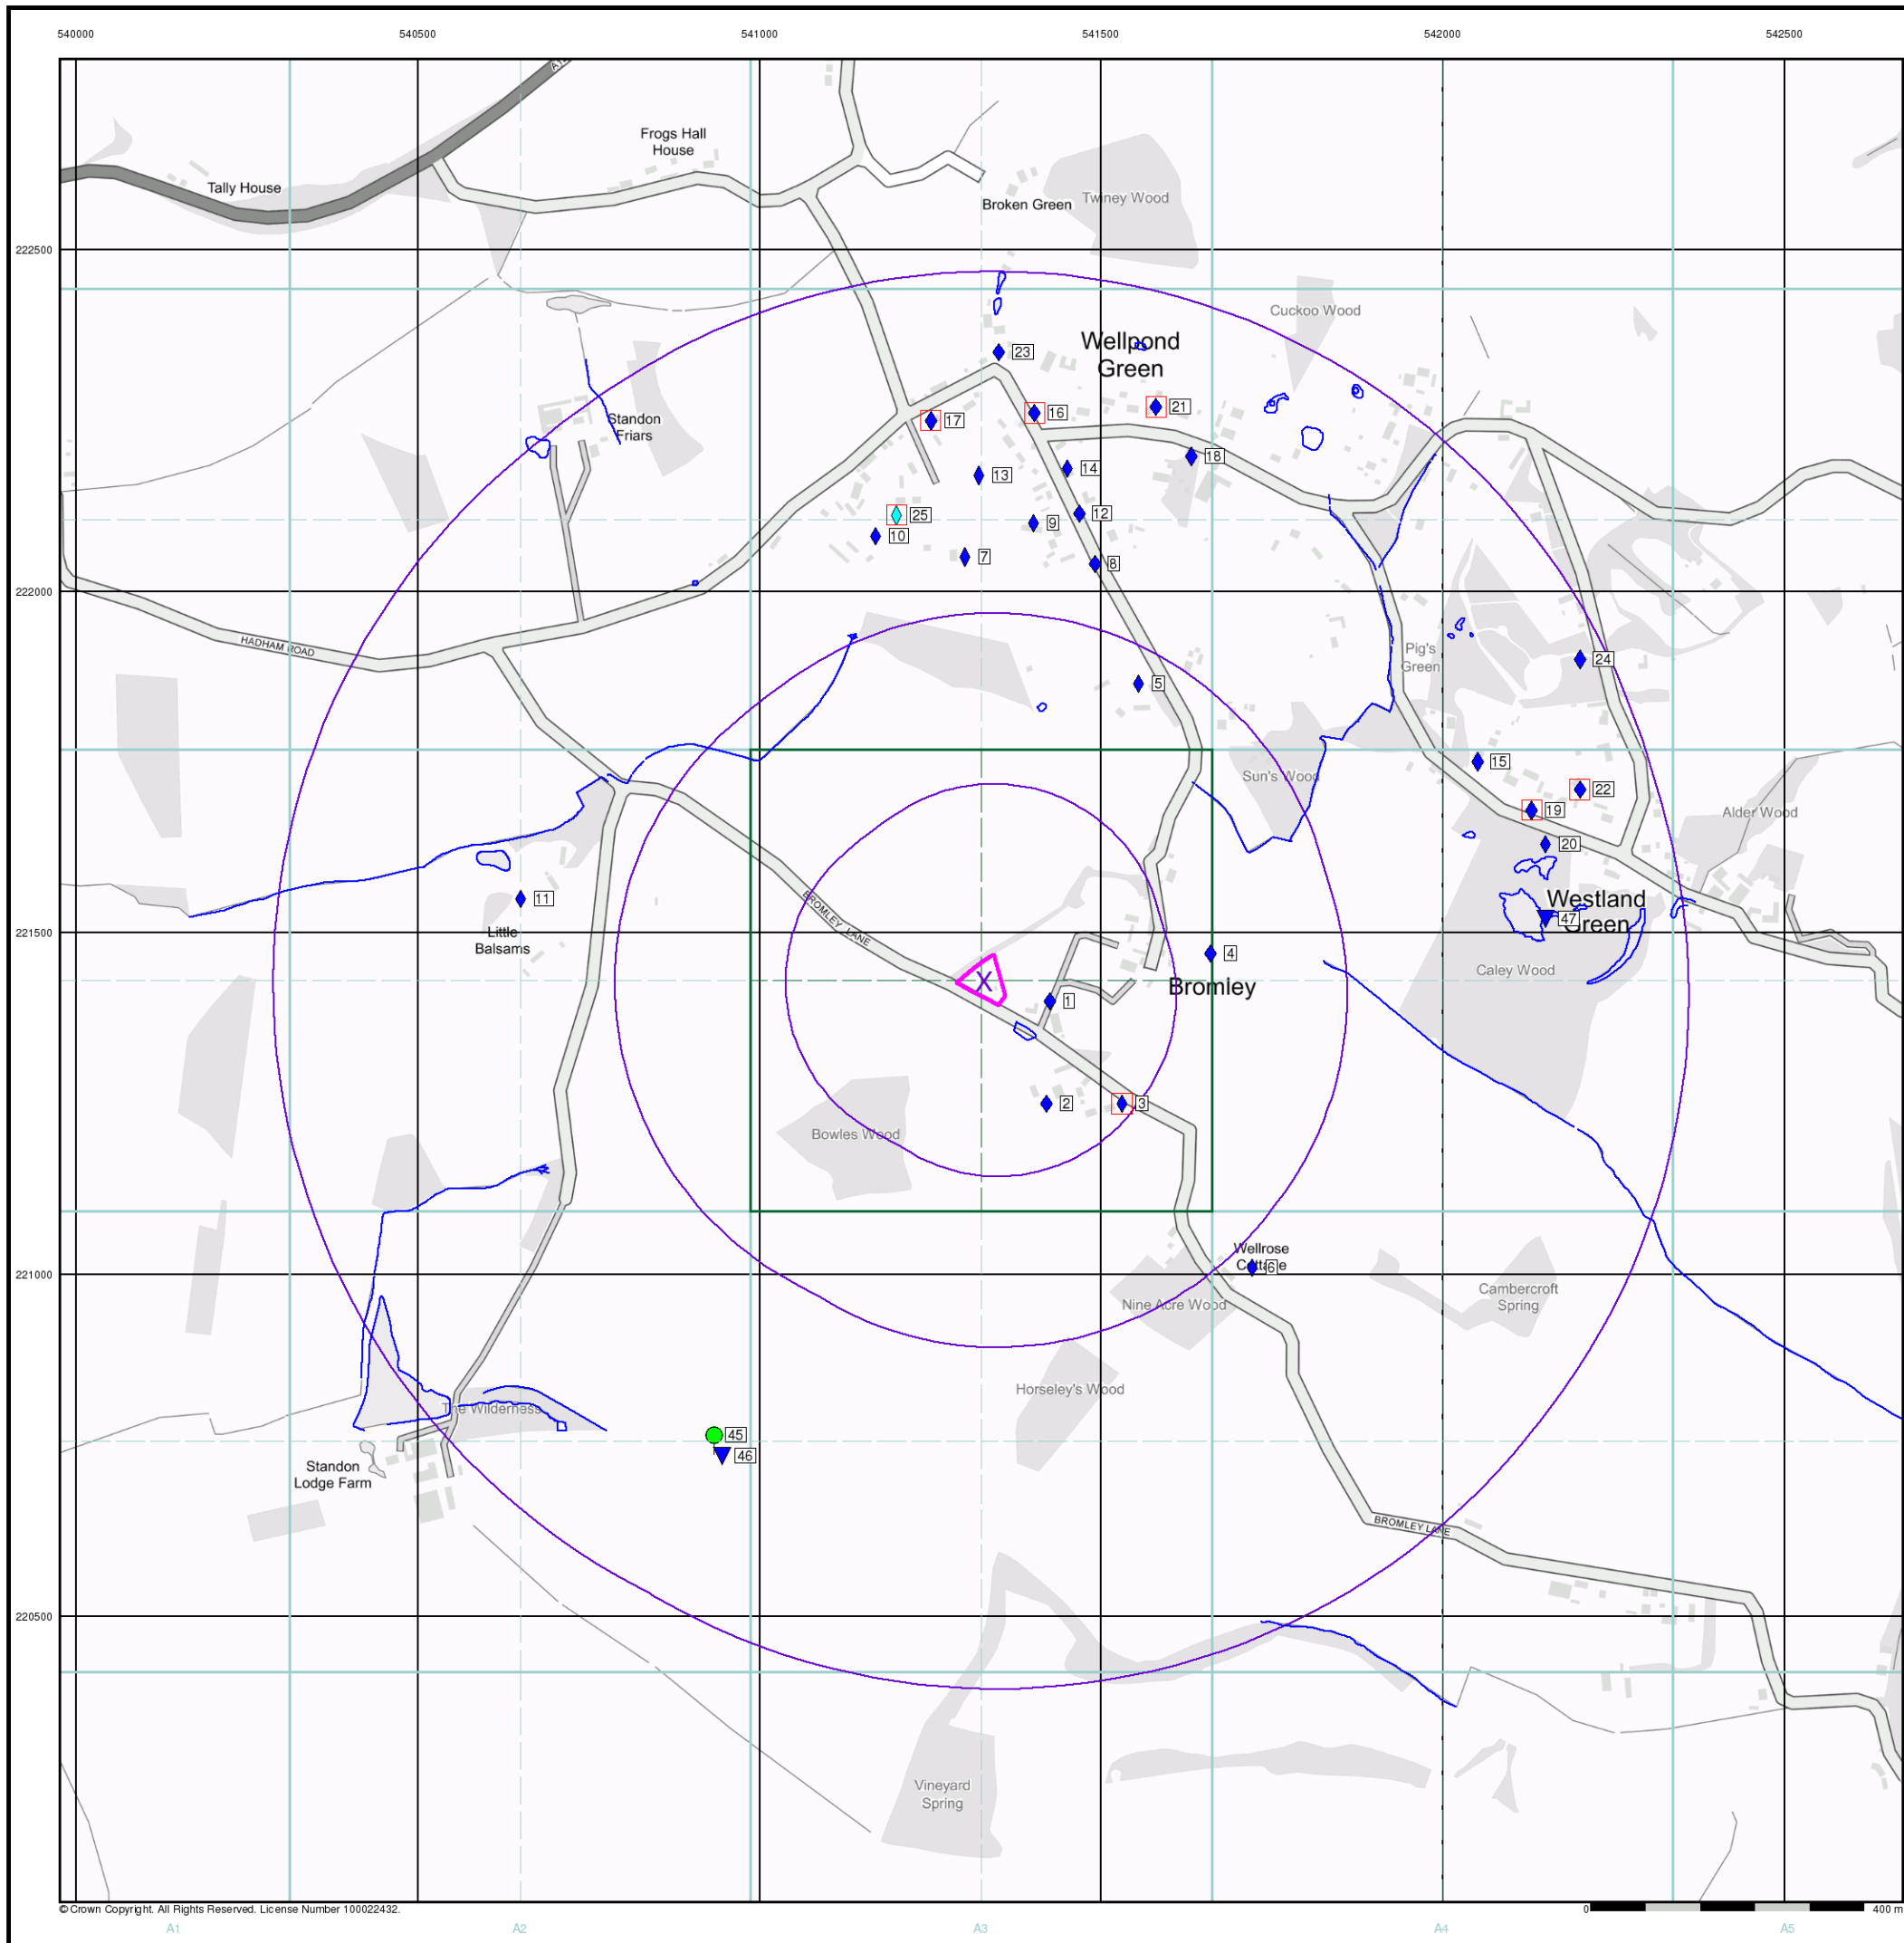 540000 540500 541000 541500 542000 542500
Frogs Hall
House
Tally House
Broken Green
Twiney Wood
222500
Cuckoo Wood
Wellpond
Green
23
21
16
17
Standon
Friars
18
14
13
25
12
9
10
7
8
222000
HADHAM ROAD
Pig's
Green
24
5
15
Sun's Wood
22
19
Alder Wood
20
11
BROMLEY LANE
Westland
Green
47
Little
Balsams
221500
4
Caley Wood
X
Bromley
1
2
3
Bowles Wood
Wellrose
Cottage
6
221000
Nine Acre Wood
Cambercroft
Spring
Horseley's Wood
The Wilderness
45
46
Standon
Lodge Farm
BROMLEY LANE
220500
Vineyard
Spring
© Crown Copyright. All Rights Reserved. License Number 100022432.
0 400 m
A1 A2 A3 A4 A5